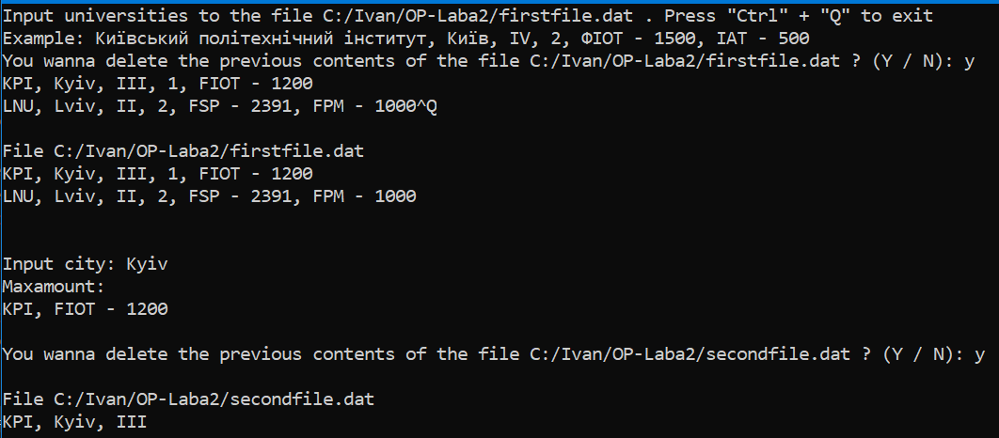 Input universities to the file C:/Ivan/OP-Laba2/firstfile.dat . Press "Ctrl" + "Q" to exit
Example: Київський політехнічний інститут, Київ, IV, 2, ФІОТ - 1500, ІАТ - 500
You wanna delete the previous contents of the file C:/Ivan/OP-Laba2/firstfile.dat ? (Y / N): y
KPI, Kyiv, III, 1, FIOT - 1200
LNU, Lviv, II, 2, FSP - 2391, FPM - 1000^Q
File C:/Ivan/OP-Laba2/firstfile.dat
KPI, Kyiv, III, 1, FIOT - 1200
LNU, Lviv, II, 2, FSP - 2391, FPM - 1000
Input city: Kyiv
Maxamount:
KPI, FIOT - 1200
You wanna delete the previous contents of the file C:/Ivan/OP-Laba2/secondfile.dat ? (Y / N): y
File C:/Ivan/OP-Laba2/secondfile.dat
KPI, Kyiv, III